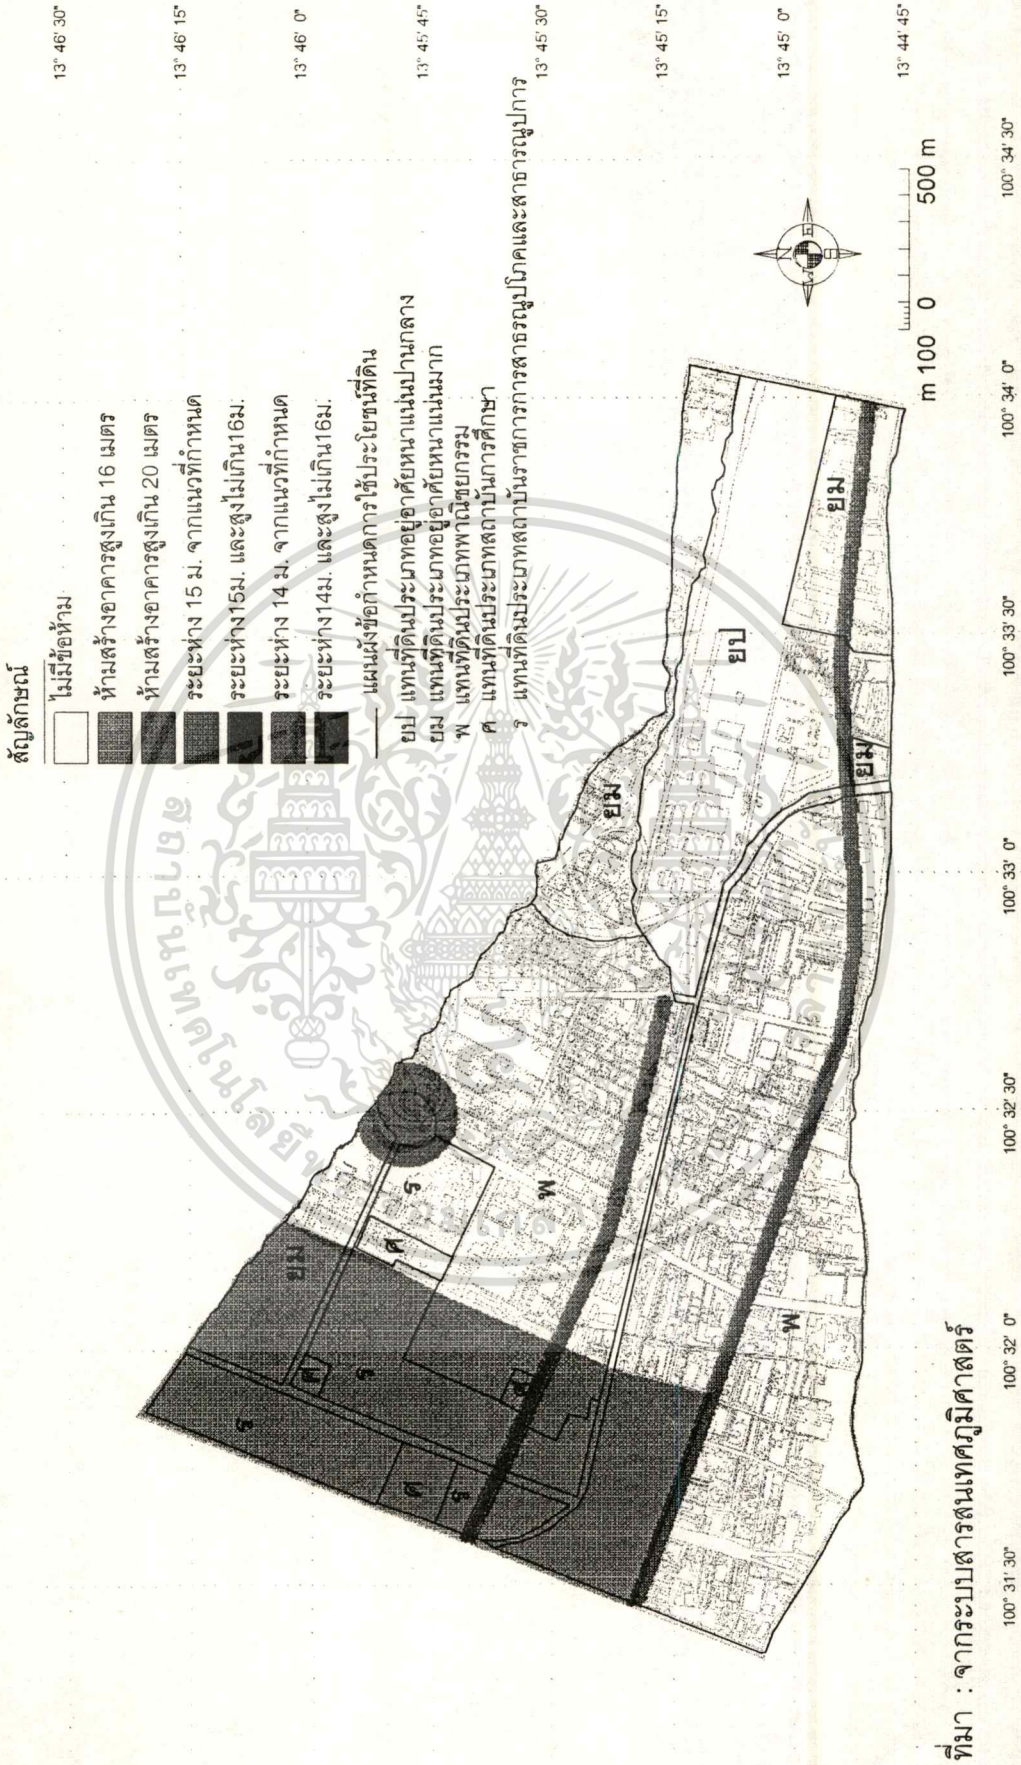 สัญลักษณ์
ไม่มีข้อห้าม
ห้ามสร้างอาคารสูงเกิน 16 เมตร
ห้ามสร้างอาคารสูงเกิน 20 เมตร
ระยะห่าง 15 ม. จากแนวที่กำหนด
ระยะห่าง15ม. และสูงไม่เกิน16ม.
ระยะห่าง 14 ม. จากแนวที่กำหนด
ระยะห่าง14ม. และสูงไม่เกิน16ม.
แผนผังข้อกำหนดการใช้ประโยชน์ที่ดิน
ยป แทนที่ดินประเภทอยู่อาศัยหนาแน่นปานกลาง
ยม แทนที่ดินประเภทอยู่อาศัยหนาแน่นมาก
พ แทนที่ดินประเภทพาณิชยกรรม
ศ แทนที่ดินประเภทสถาบันการศึกษา
ร แทนที่ดินประเภทสถาบันราชการการสาธารณูปโภคและสาธารณูปการ
13° 46' 30"
13° 46' 15"
13° 46' 0"
13° 45' 45"
13° 45' 30"
13° 45' 15"
13° 45' 0"
13° 44' 45"
ยม
ร
ศ
ร
ศ
ร
ศ
ศ
ร
พ
พ
ยม
ยป
ยม
ยม
N
m 100 0 500 m
100° 31' 30"
100° 32' 0"
100° 32' 30"
100° 33' 0"
100° 33' 30"
100° 34' 0"
100° 34' 30"
ที่มา : จากระบบสารสนเทศภูมิศาสตร์